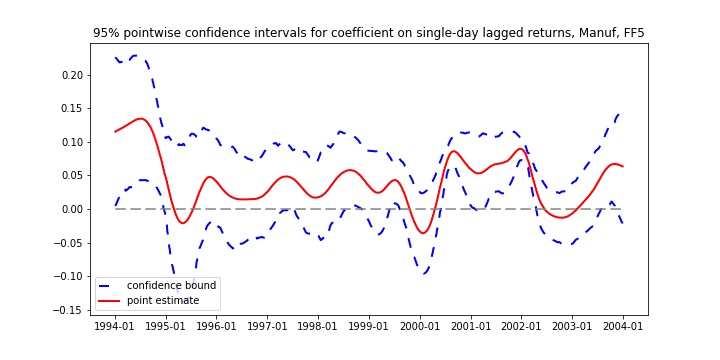 95% pointwise confidence intervals for coefficient on single-day lagged returns, Manuf, FF5
0.20
0.15
0.10
0.05
0.00
−0.05
−0.10
−0.15
confidence bound
point estimate
1994-01 1995-01 1996-01 1997-01 1998-01 1999-01 2000-01 2001-01 2002-01 2003-01 2004-01